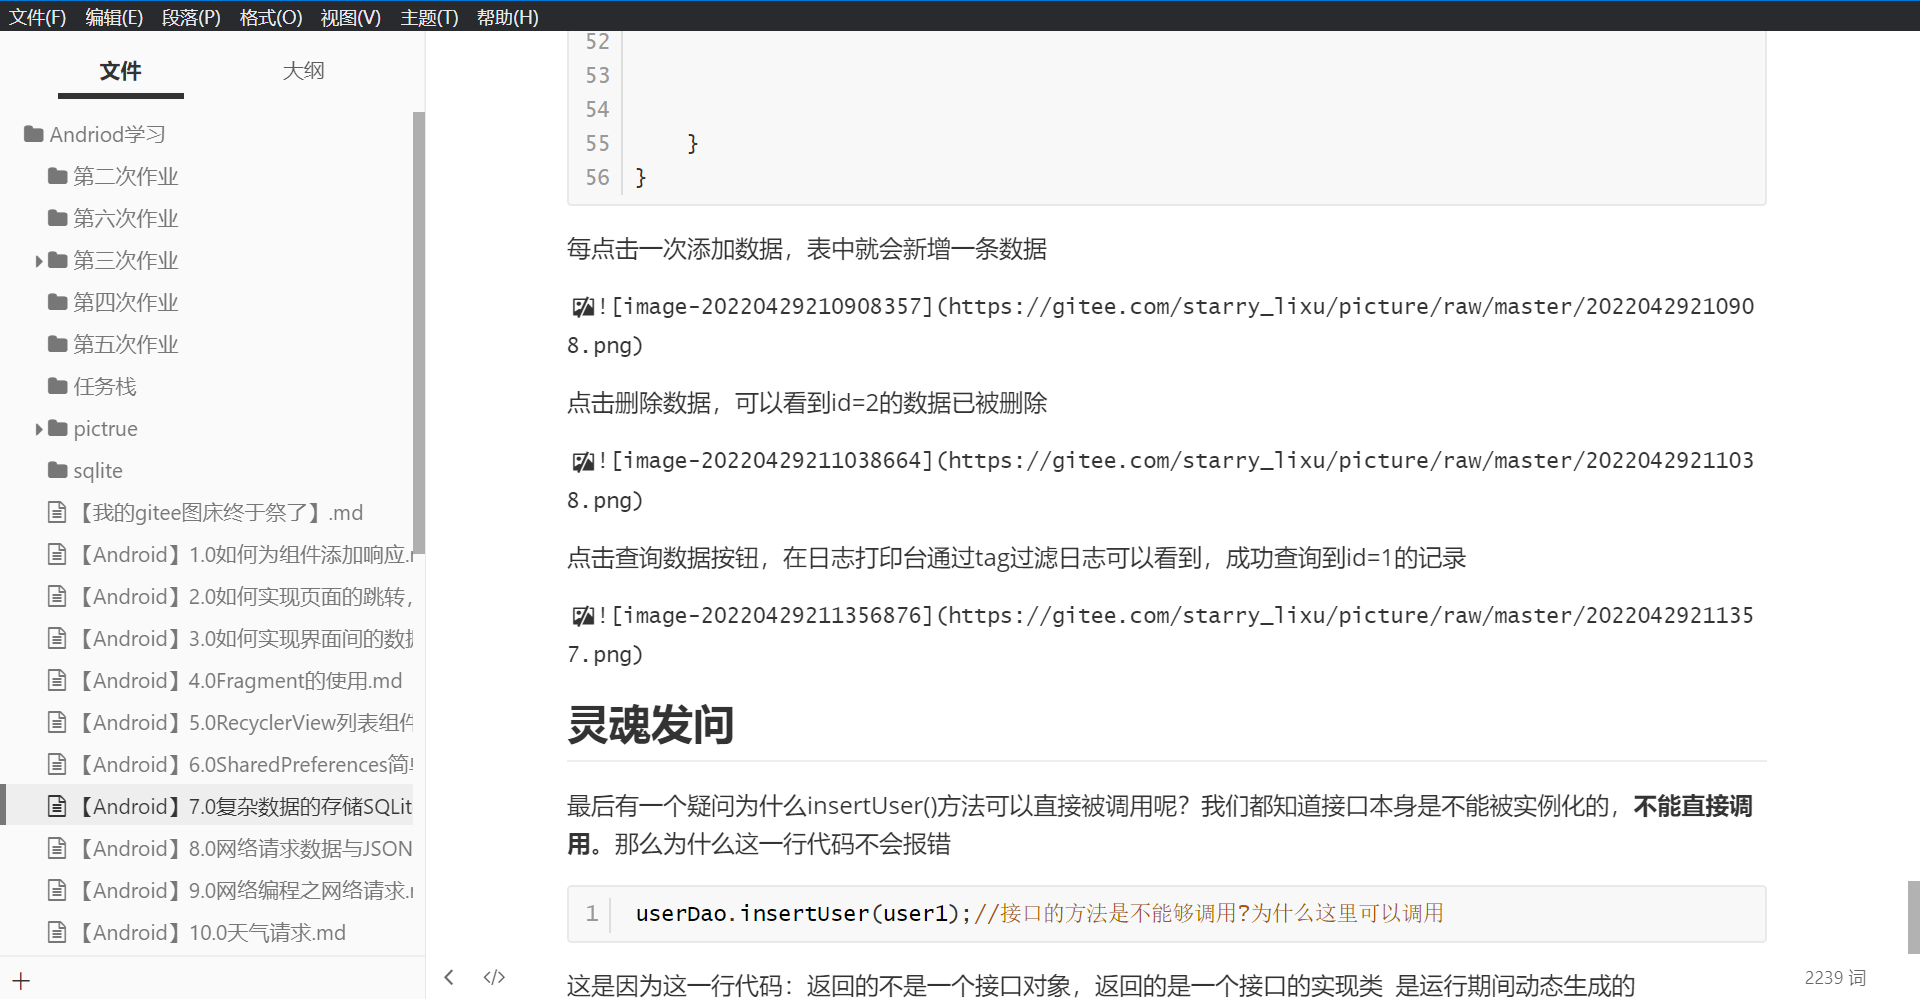 文件(F) 编辑(E) 段落(P) 格式(O) 视图(V) 主题(T) 帮助(H)
文件 大纲
Andriod学习
第二次作业
第六次作业
第三次作业
第四次作业
第五次作业
任务栈
pictrue
sqlite
【我的gitee图床终于祭了】.md
【Android】1.0如何为组件添加响应.
【Android】2.0如何实现页面的跳转，
【Android】3.0如何实现界面间的数据
【Android】4.0Fragment的使用.md
【Android】5.0RecyclerView列表组件
【Android】6.0SharedPreferences简单
【Android】7.0复杂数据的存储SQLit
【Android】8.0网络请求数据与JSON
【Android】9.0网络编程之网络请求.
【Android】10.0天气请求.md
52
53
54
55 }
56 }
每点击一次添加数据，表中就会新增一条数据
![image-20220429210908357](https://gitee.com/starry_lixu/picture/raw/master/2022042921090
8.png)
点击删除数据，可以看到id=2的数据已被删除
![image-20220429211038664](https://gitee.com/starry_lixu/picture/raw/master/2022042921103
8.png)
点击查询数据按钮，在日志打印台通过tag过滤日志可以看到，成功查询到id=1的记录
![image-20220429211356876](https://gitee.com/starry_lixu/picture/raw/master/2022042921135
7.png)
灵魂发问
最后有一个疑问为什么insertUser()方法可以直接被调用呢？我们都知道接口本身是不能被实例化的，不能直接调
用。那么为什么这一行代码不会报错
1 userDao.insertUser(user1);//接口的方法是不能够调用?为什么这里可以调用
这是因为这一行代码：返回的不是一个接口对象，返回的是一个接口的实现类 是运行期间动态生成的
2239 词